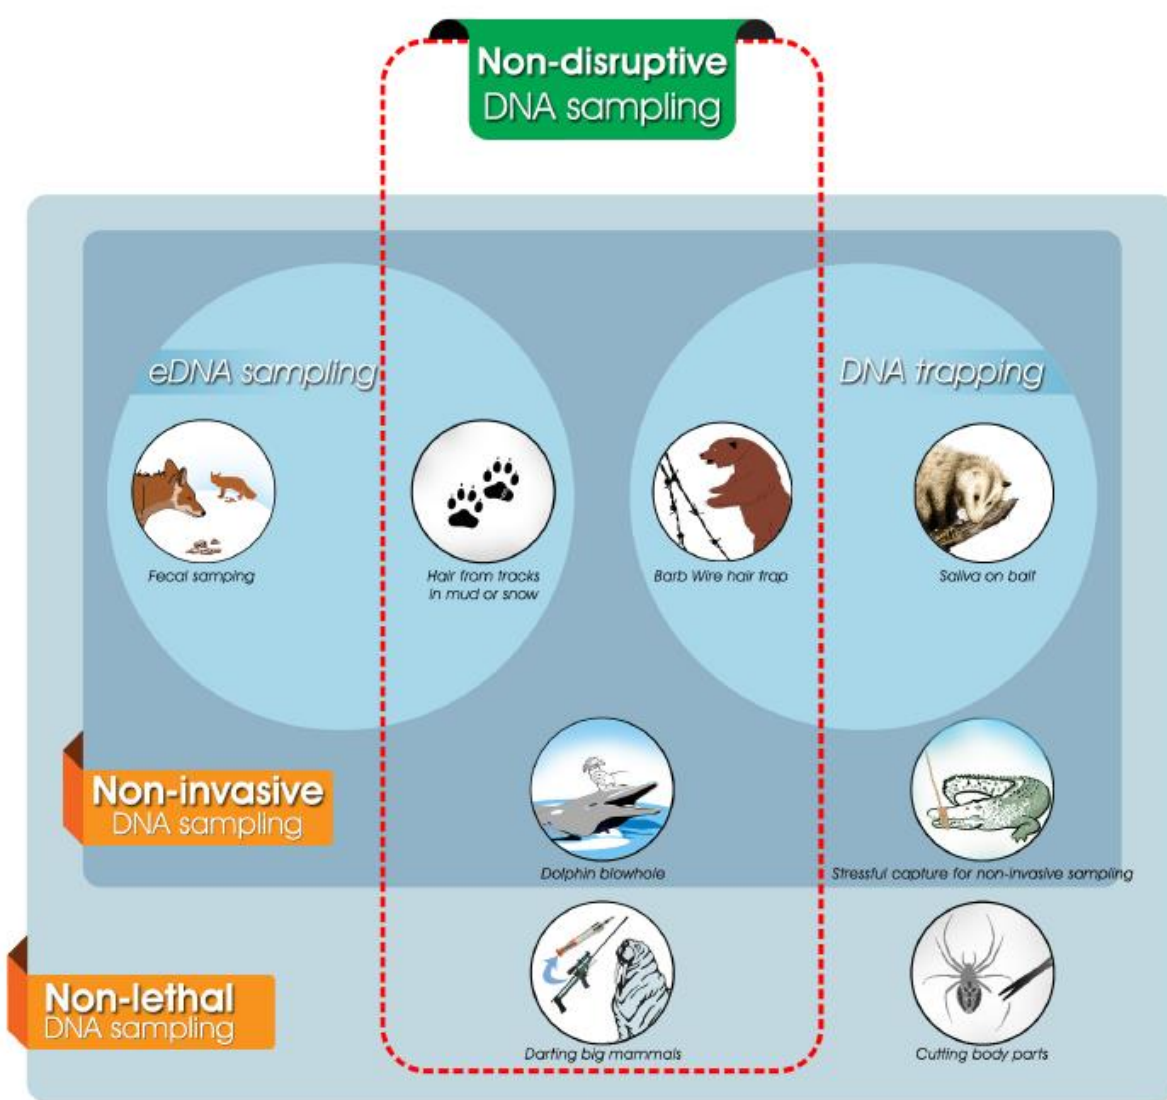 Non-disruptive
DNA sampling
eDNA sampling
DNA trapping
Fecal samping
Hair from tracks
in mud or snow
Barb Wire hair trap
Saliva on bait
Non-invasive
DNA sampling
Dolphin blowhole
Stressful capture for non-invasive sampling
Non-lethal
DNA sampling
Darting big mammals
Cutting body parts